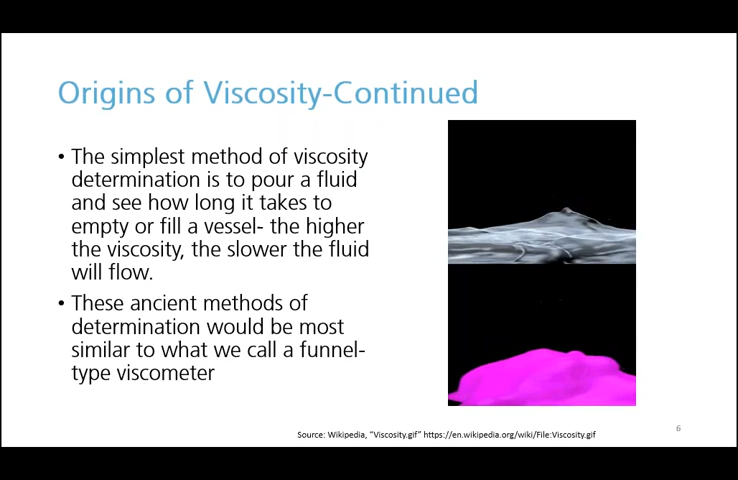 Origins of Viscosity-Continued
• The simplest method of viscosity
determination is to pour a fluid
and see how long it takes to
empty or fill a vessel- the higher
the viscosity, the slower the fluid
will flow.
• These ancient methods of
determination would be most
similar to what we call a funnel-
type viscometer
Source: Wikipedia, "Viscosity.gif" https://en.wikipedia.org/wiki/File:Viscosity.gif
6